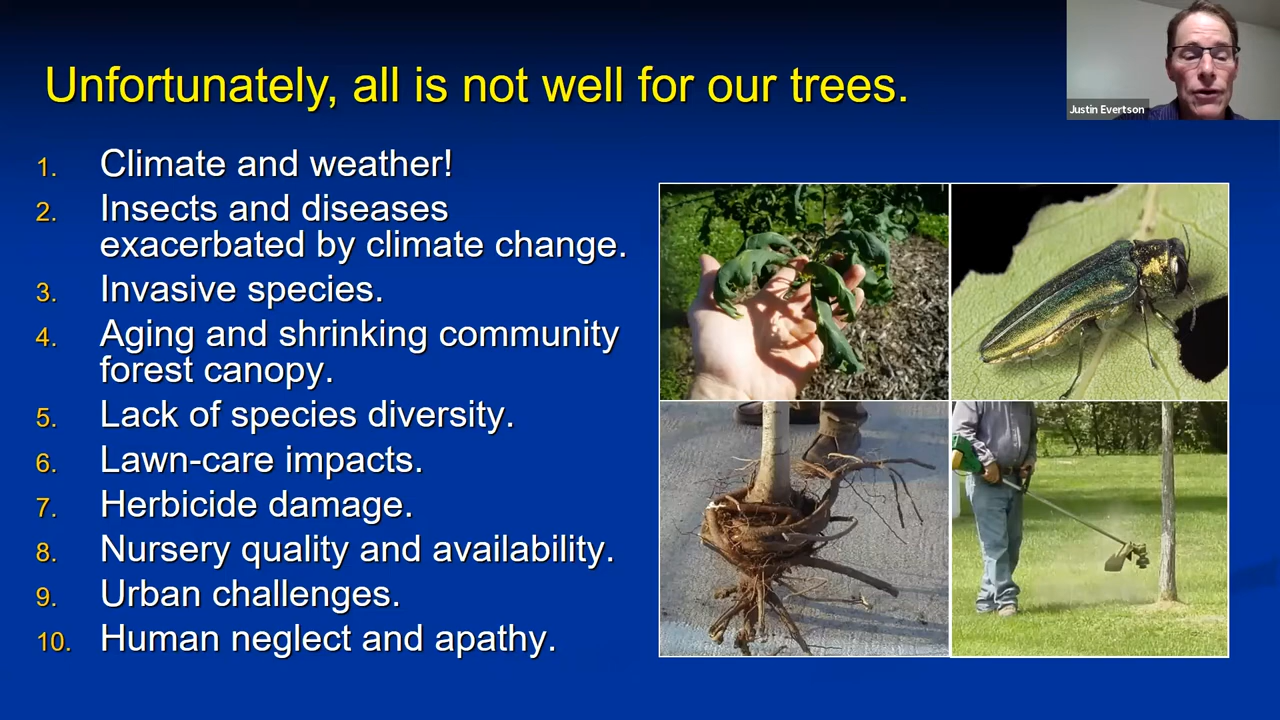 Unfortunately, all is not well for our trees.
Justin Evertson
1. Climate and weather!
2. Insects and diseases
exacerbated by climate change.
3. Invasive species.
4. Aging and shrinking community
forest canopy.
5. Lack of species diversity.
6. Lawn-care impacts.
7. Herbicide damage.
8. Nursery quality and availability.
9. Urban challenges.
10. Human neglect and apathy.